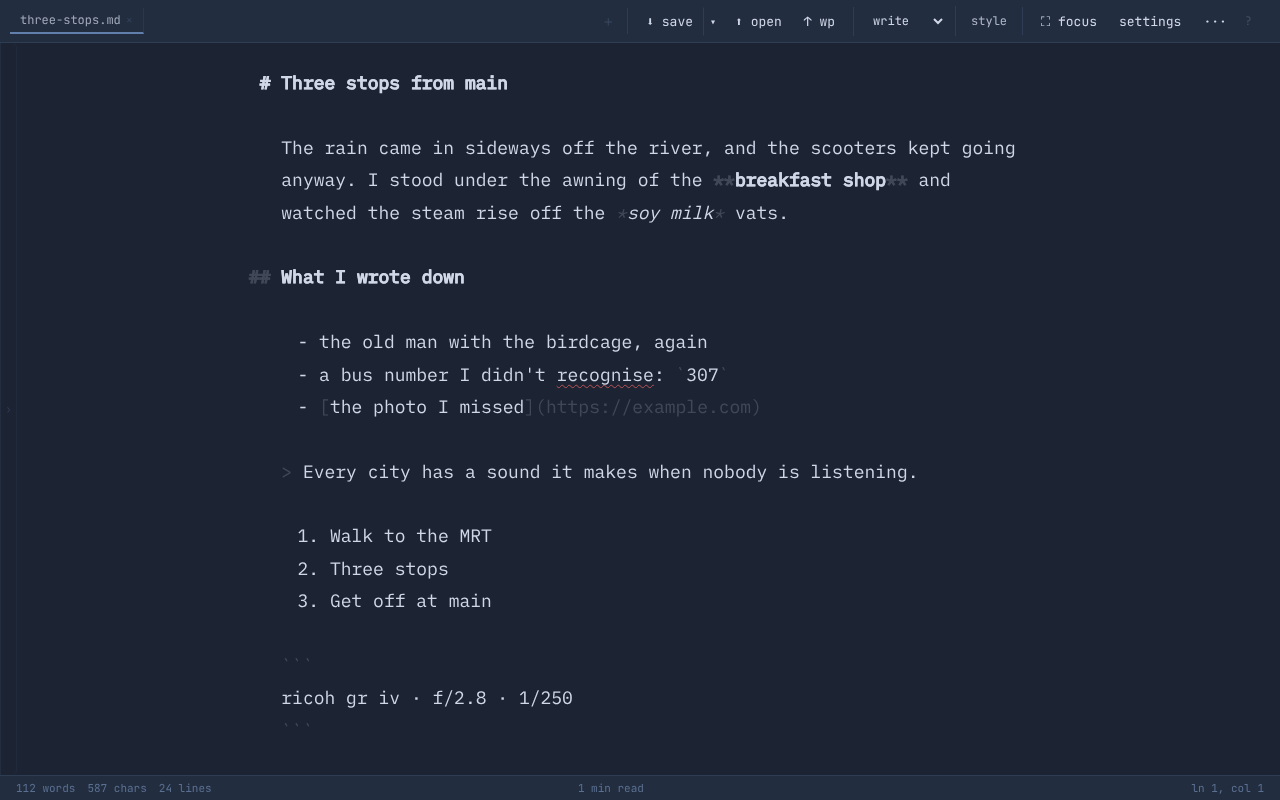 three-stops.md ×
+ ⬇ save ▾ ⬆ open ↑ wp write style ⛶ focus settings ··· ?
# Three stops from main
The rain came in sideways off the river, and the scooters kept going
anyway. I stood under the awning of the **breakfast shop** and
watched the steam rise off the *soy milk* vats.
## What I wrote down
- the old man with the birdcage, again
- a bus number I didn't recognise: `307`
- [the photo I missed](https://example.com)
> Every city has a sound it makes when nobody is listening.
1. Walk to the MRT
2. Three stops
3. Get off at main
```
ricoh gr iv · f/2.8 · 1/250
```
112 words 587 chars 24 lines 1 min read ln 1, col 1